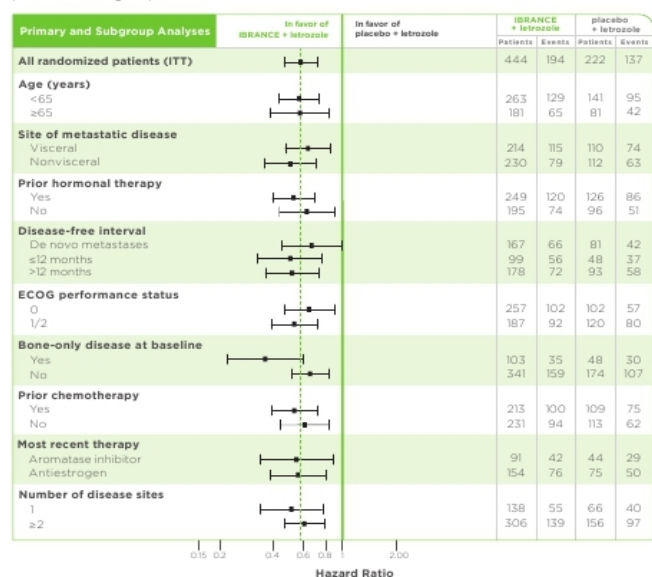 Primary and Subgroup Analyses
In favor of
IBRANCE + letrozole
In favor of
placebo + letrozole
IBRANCE
+ letrozole
placebo
+ letrozole
Patients Events Patients Events
All randomized patients (ITT) 444 194 222 137
Age (years)
<65 263 129 141 95
≥65 181 65 81 42
Site of metastatic disease
Visceral 214 115 110 74
Nonvisceral 230 79 112 63
Prior hormonal therapy
Yes 249 120 126 86
No 195 74 96 51
Disease-free interval
De novo metastases 167 66 81 42
≤12 months 99 56 48 37
>12 months 178 72 93 58
ECOG performance status
0 257 102 102 57
1/2 187 92 120 80
Bone-only disease at baseline
Yes 103 35 48 30
No 341 159 174 107
Prior chemotherapy
Yes 213 100 109 75
No 231 94 113 62
Most recent therapy
Aromatase inhibitor 91 42 44 29
Antiestrogen 154 76 75 50
Number of disease sites
1 138 55 66 40
≥2 306 139 156 97
0.15 0.2 0.4 0.6 0.8 1 2.00
Hazard Ratio